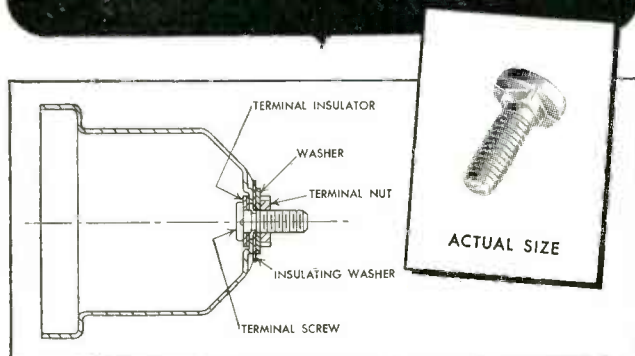 TERMINAL INSULATOR
WASHER
TERMINAL NUT
INSULATING WASHER
TERMINAL SCREW
ACTUAL SIZE